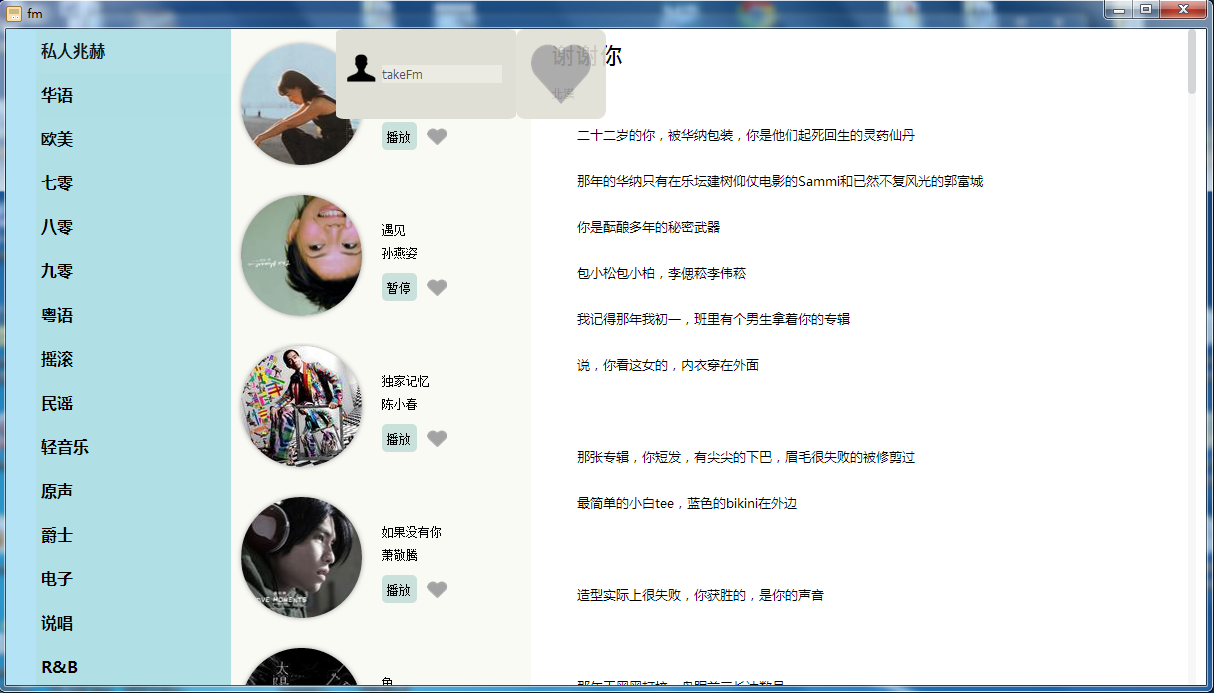 fm
私人兆赫
华语
欧美
七零
八零
九零
粤语
摇滚
民谣
轻音乐
原声
爵士
电子
说唱
R&B
takeFm
播放
遇见
孙燕姿
暂停
独家记忆
陈小春
播放
如果没有你
萧敬腾
播放
LOVE MOMENTS
太陽
鱼
谢谢你
二十二岁的你，被华纳包装，你是他们起死回生的灵药仙丹
那年的华纳只有在乐坛建树仰仗电影的Sammi和已然不复风光的郭富城
你是酝酿多年的秘密武器
包小松包小柏，李偲菘李伟菘
我记得那年我初一，班里有个男生拿着你的专辑
说，你看这女的，内衣穿在外面
那张专辑，你短发，有尖尖的下巴，眉毛很失败的被修剪过
最简单的小白tee，蓝色的bikini在外边
造型实际上很失败，你获胜的，是你的声音